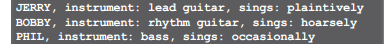 JERRY, instrument: lead guitar, sings: plaintively
BOBBY, instrument: rhythm guitar, sings: hoarsely
PHIL, instrument: bass, sings: occasionally